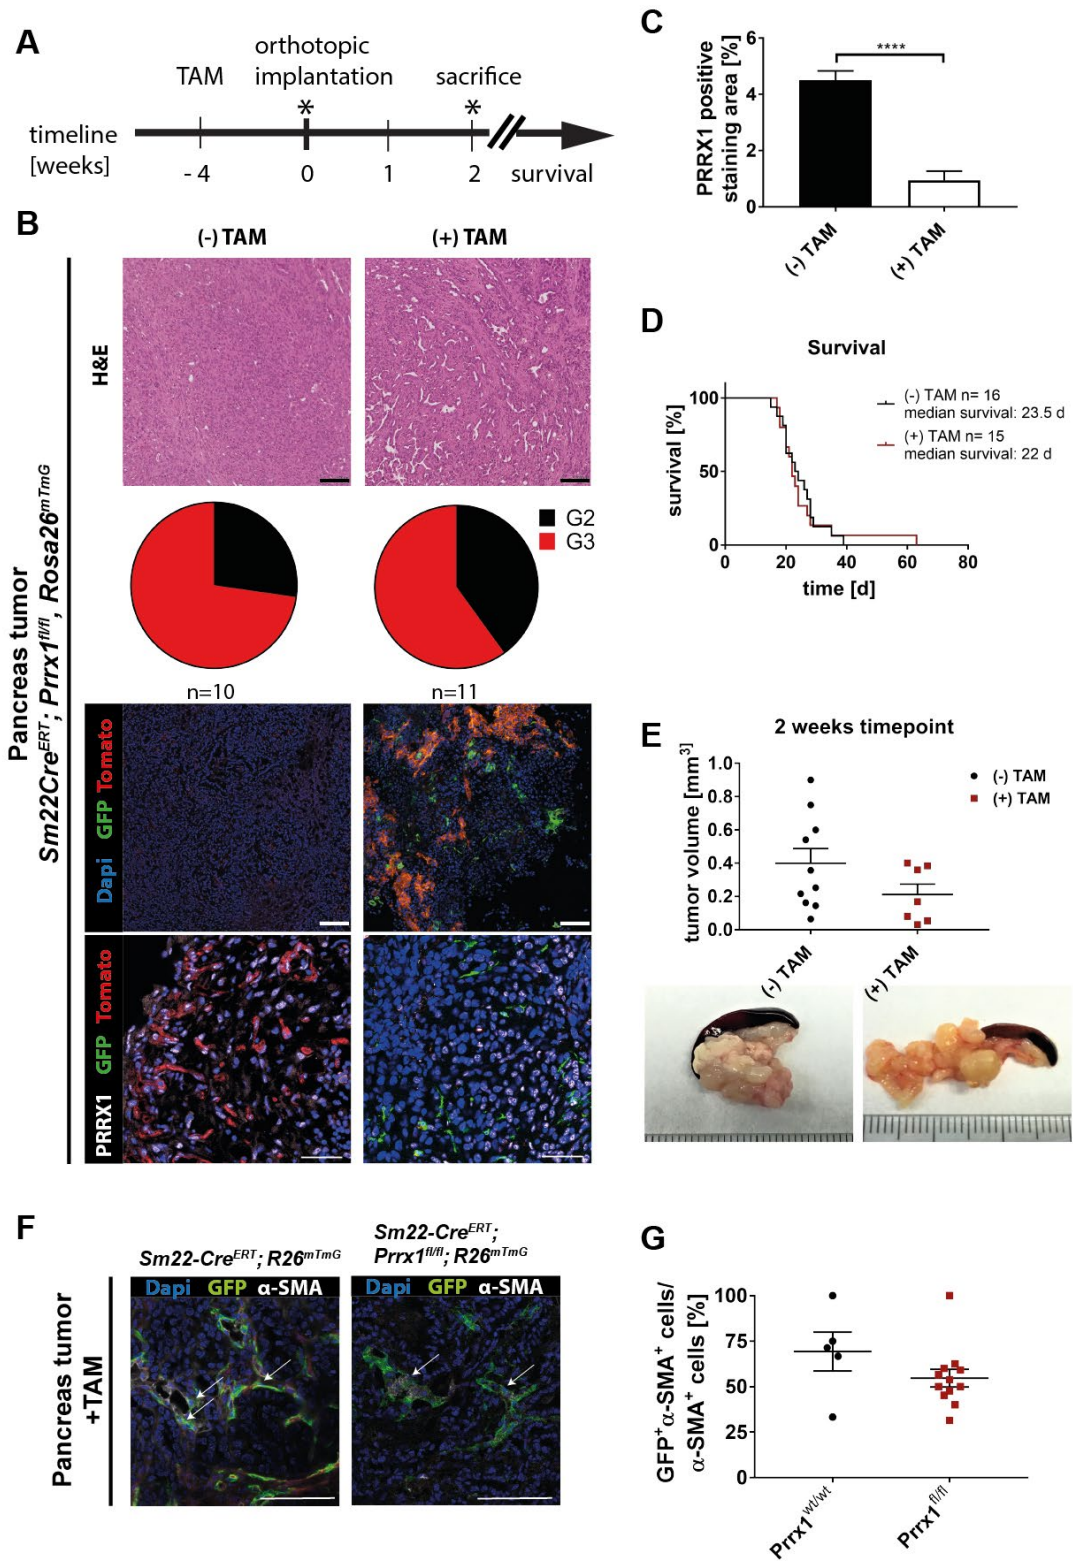 A
orthotopic
TAM implantation sacrifice
* *
timeline
[weeks]
- 4 0 1 2 survival
B
(-) TAM (+) TAM
Pancreas tumor
Sm22Cre^ERT; Prrx1^fl/fl, Rosa26^mTmG
H&E
G2
G3
n=10 n=11
Dapi GFP Tomato
PRRX1 GFP Tomato
C
PRRX1 positive
staining area [%]
6
4
2
0
****
(-) TAM
(+) TAM
D
Survival
survival [%]
100
50
0
0 20 40 60 80
time [d]
(-) TAM n= 16
median survival: 23.5 d
(+) TAM n= 15
median survival: 22 d
E
2 weeks timepoint
tumor volume [mm³]
1.0
0.8
0.6
0.4
0.2
0.0
(-) TAM
(+) TAM
(-) TAM
(+) TAM
F
Pancreas tumor
+TAM
Sm22-Cre^ERT; R26^mTmG
Sm22-Cre^ERT;
Prrx1^fl/fl; R26^mTmG
Dapi GFP α-SMA
Dapi GFP α-SMA
G
GFP⁺α-SMA⁺ cells/
α-SMA⁺ cells [%]
100
75
50
25
0
Prrx1^wt/wt
Prrx1^fl/fl